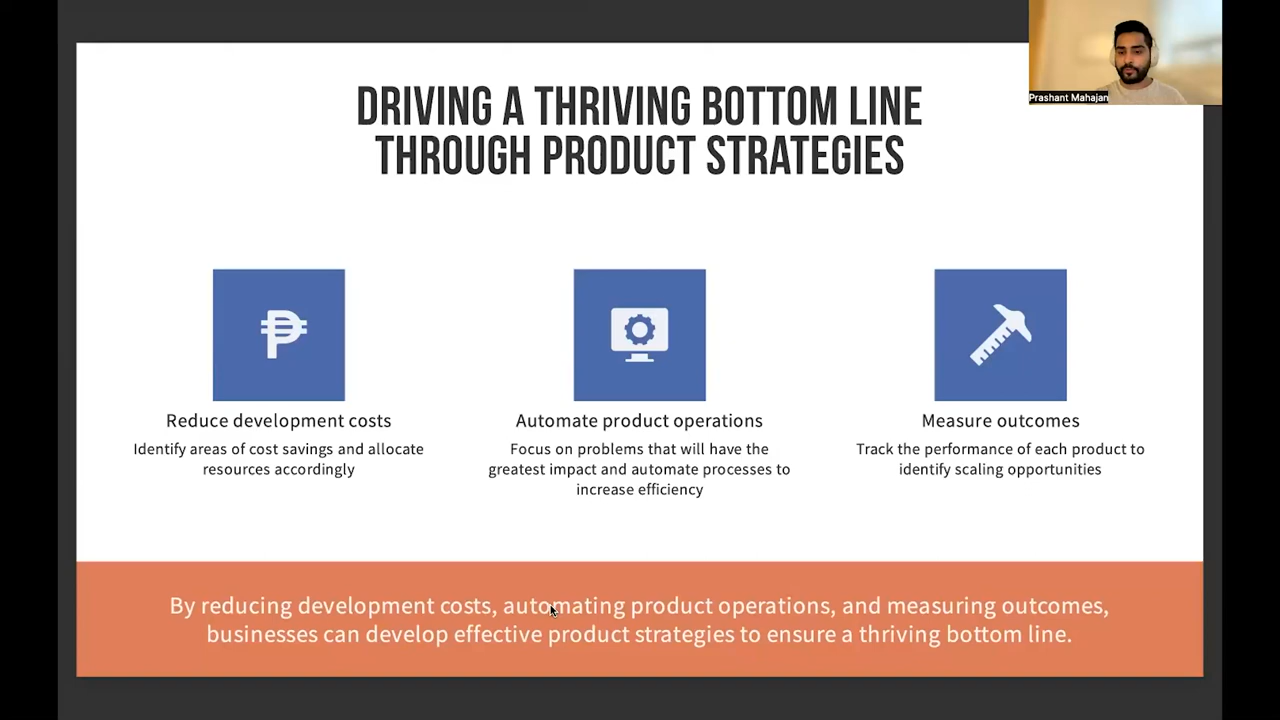 DRIVING A THRIVING BOTTOM LINE
THROUGH PRODUCT STRATEGIES
Prashant Mahajan
Reduce development costs
Identify areas of cost savings and allocate
resources accordingly
Automate product operations
Focus on problems that will have the
greatest impact and automate processes to
increase efficiency
Measure outcomes
Track the performance of each product to
identify scaling opportunities
By reducing development costs, automating product operations, and measuring outcomes,
businesses can develop effective product strategies to ensure a thriving bottom line.